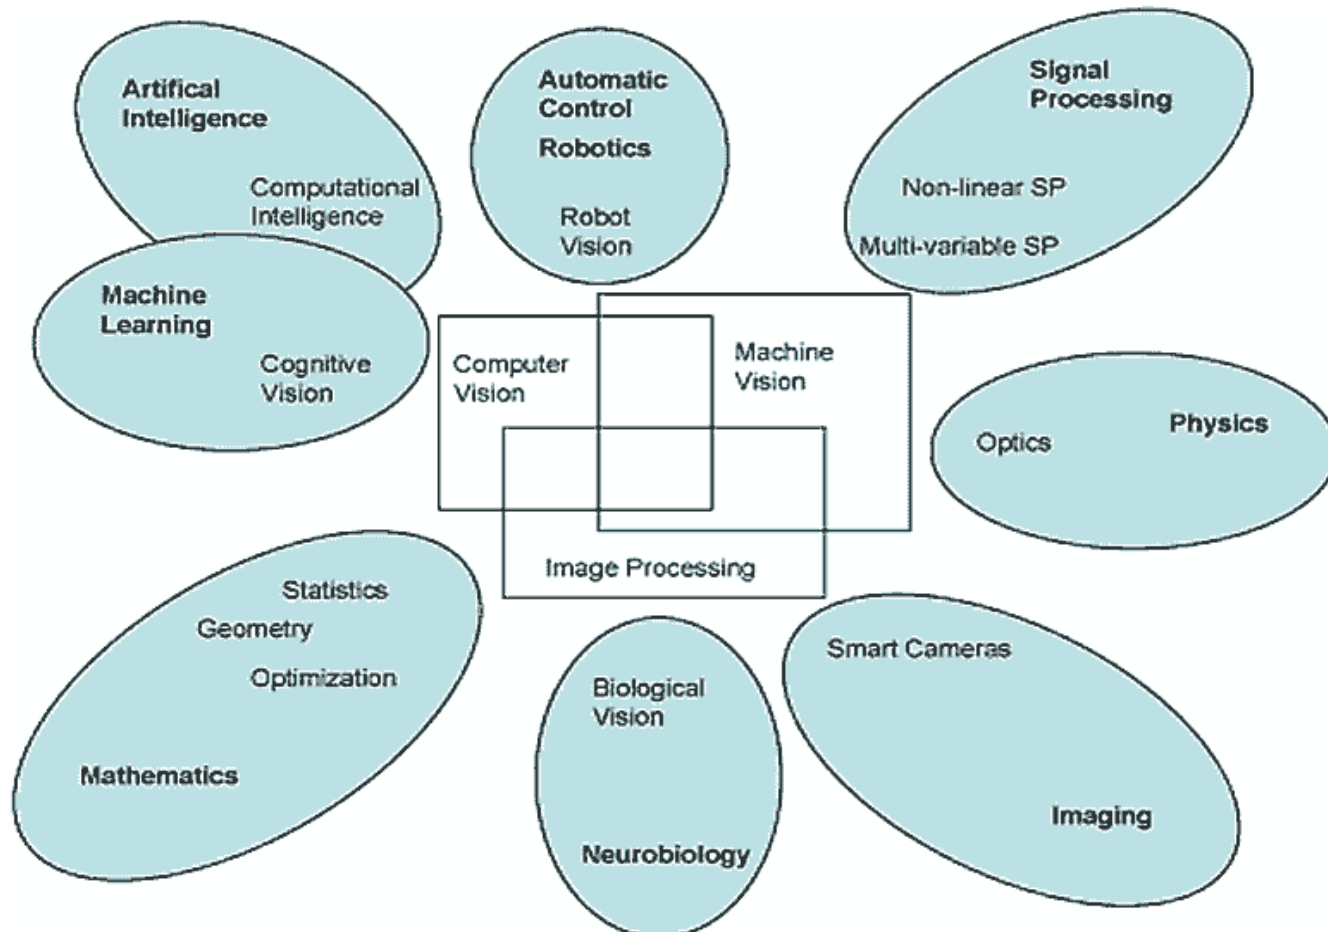 Artifical
Intelligence
Computational
Intelligence
Automatic
Control
Robotics
Robot
Vision
Signal
Processing
Non-linear SP
Multi-variable SP
Machine
Learning
Cognitive
Vision
Computer
Vision
Machine
Vision
Image Processing
Optics
Physics
Statistics
Geometry
Optimization
Mathematics
Biological
Vision
Neurobiology
Smart Cameras
Imaging